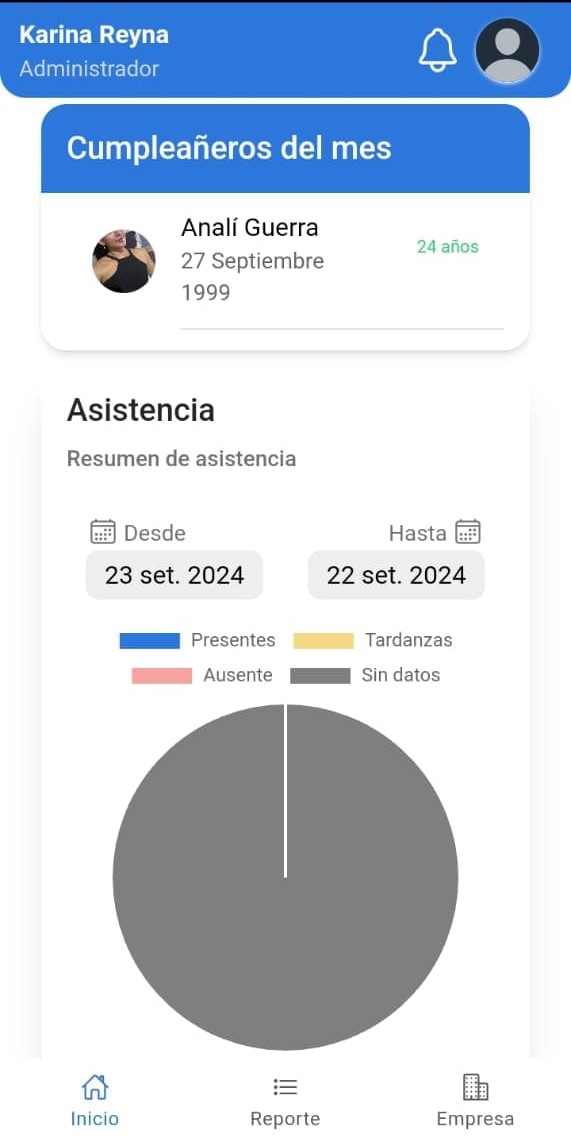 Karina Reyna
Administrador
Cumpleañeros del mes
Analí Guerra
24 años
27 Septiembre
1999
Asistencia
Resumen de asistencia
Desde
Hasta
23 set. 2024
22 set. 2024
Presentes
Tardanzas
Ausente
Sin datos
Inicio
Reporte
Empresa